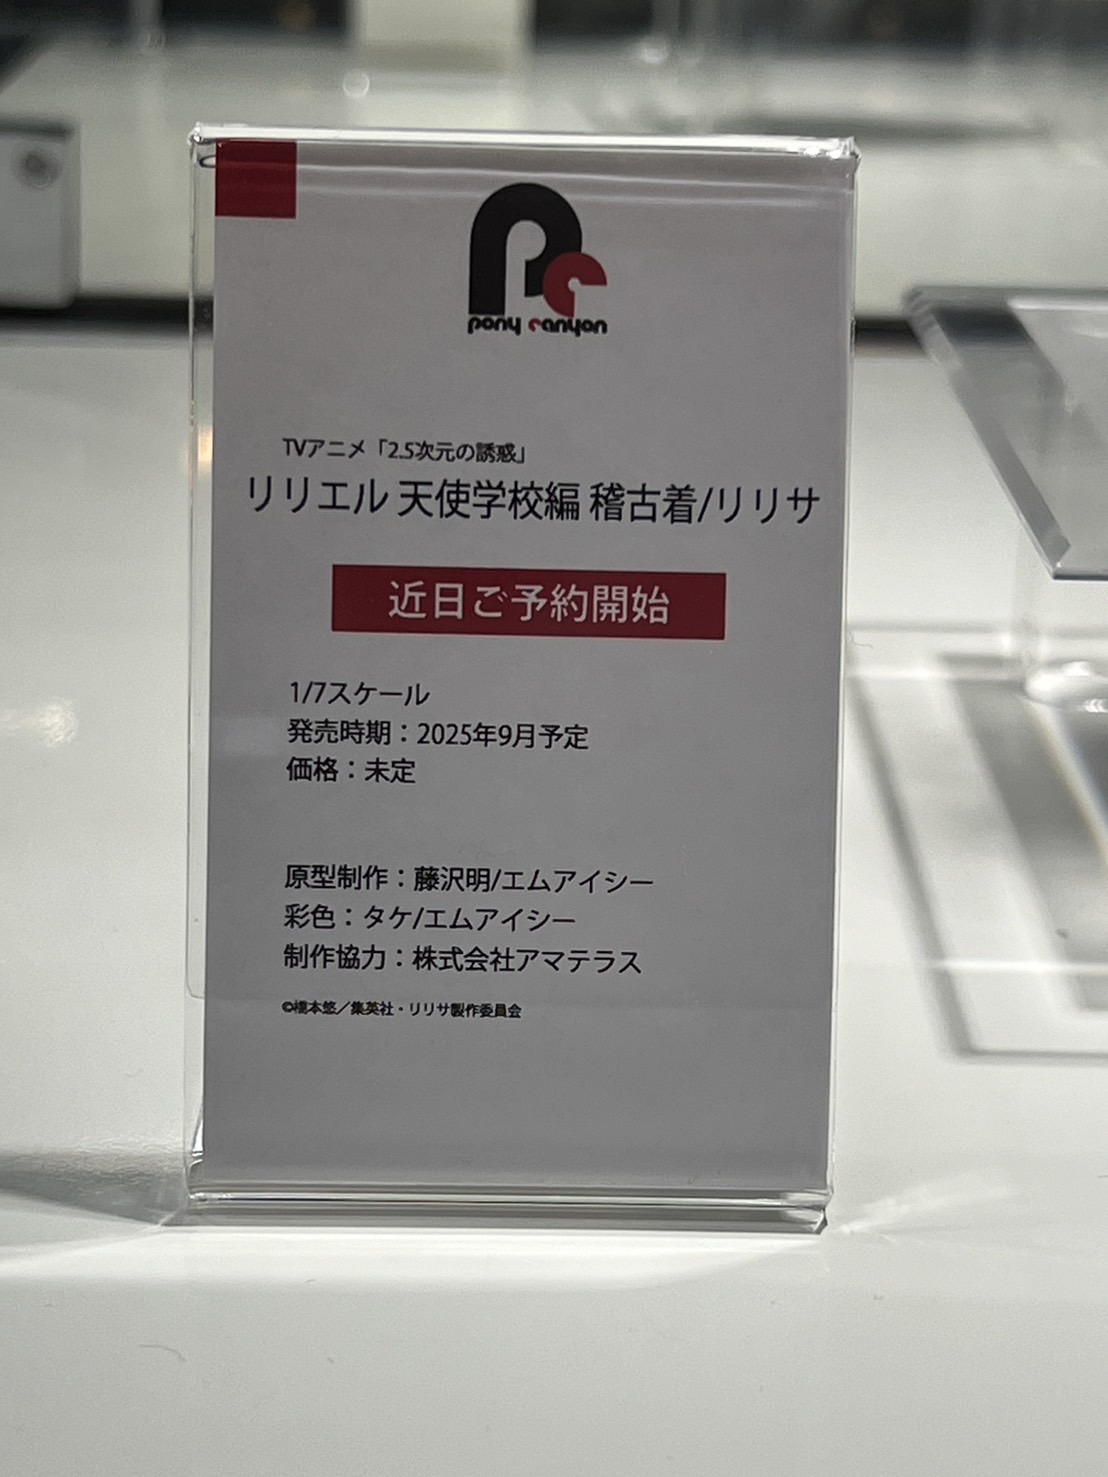 pony canyon
TVアニメ「2.5次元の誘惑」
リリエル 天使学校編 稽古着/リリサ
近日ご予約開始
1/7スケール
発売時期：2025年9月予定
価格：未定
原型制作：藤沢明/エムアイシー
彩色：タケ/エムアイシー
制作協力：株式会社アマテラス
©橋本悠／集英社・リリサ製作委員会